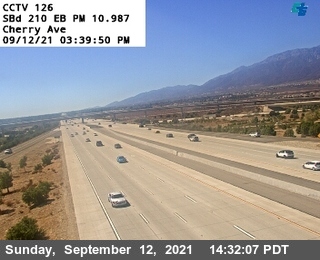 CCTV 126
SBd 210 EB PM 10.987
Cherry Ave
09/12/21 03:39:50 PM
Sunday, September 12, 2021 14:32:07 PDT